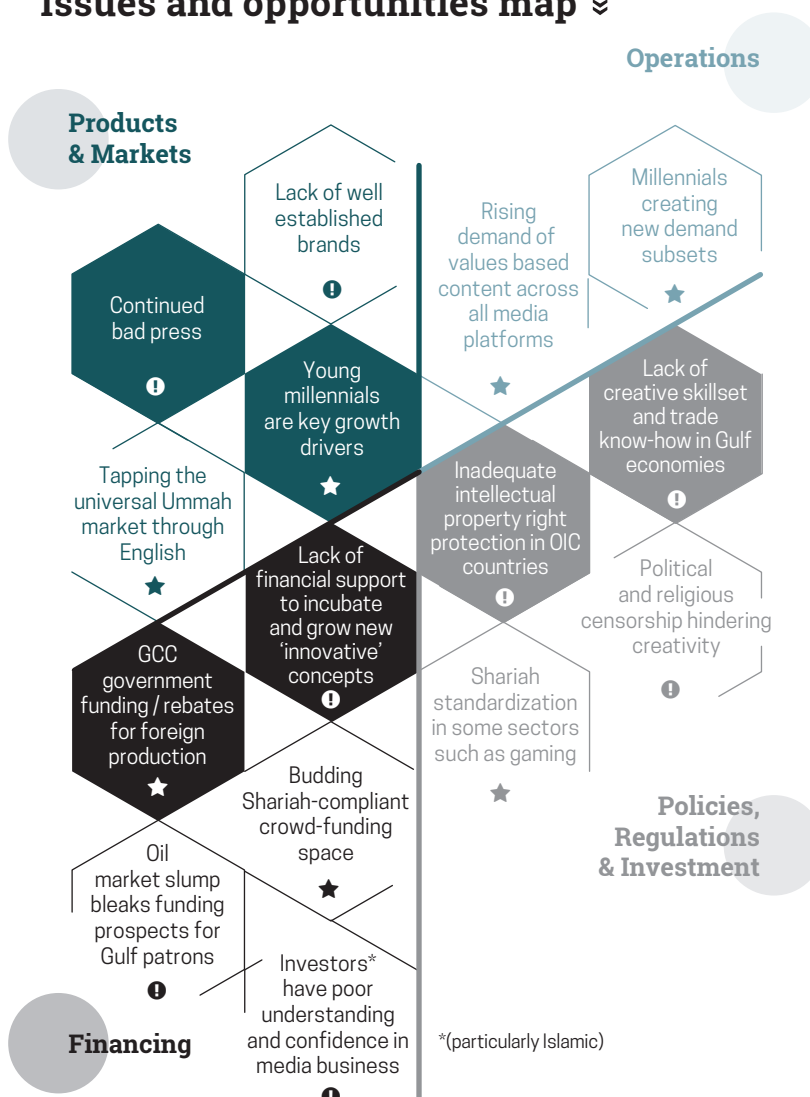 Issues and opportunities map
Operations
Products
& Markets
Lack of well
established
brands
Rising
demand of
values based
content across
all media
platforms
Millennials
creating
new demand
subsets
Continued
bad press
Young
millennials
are key growth
drivers
Lack of
creative skillset
and trade
know-how in Gulf
economies
Tapping the
universal Ummah
market through
English
Inadequate
intellectual
property right
protection in OIC
countries
Lack of
financial support
to incubate
and grow new
‘innovative’
concepts
Political
and religious
censorship hindering
creativity
GCC
government
funding / rebates
for foreign
production
Shariah
standardization
in some sectors
such as gaming
Budding
Shariah-compliant
crowd-funding
space
Policies,
Regulations
& Investment
Oil
market slump
bleaks funding
prospects for
Gulf patrons
Investors*
have poor
understanding
and confidence in
media business
Financing
*(particularly Islamic)